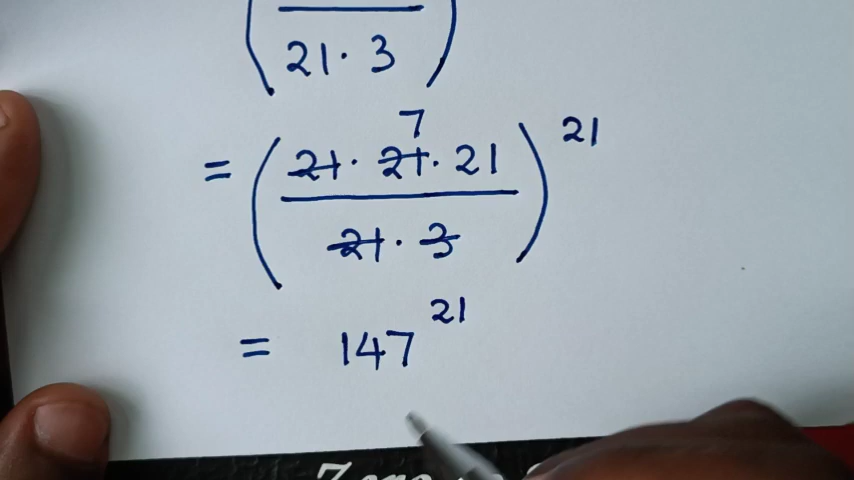 21 · 3
= (21 · 21 · 21 / 21 · 3)^21
7
= 147^21